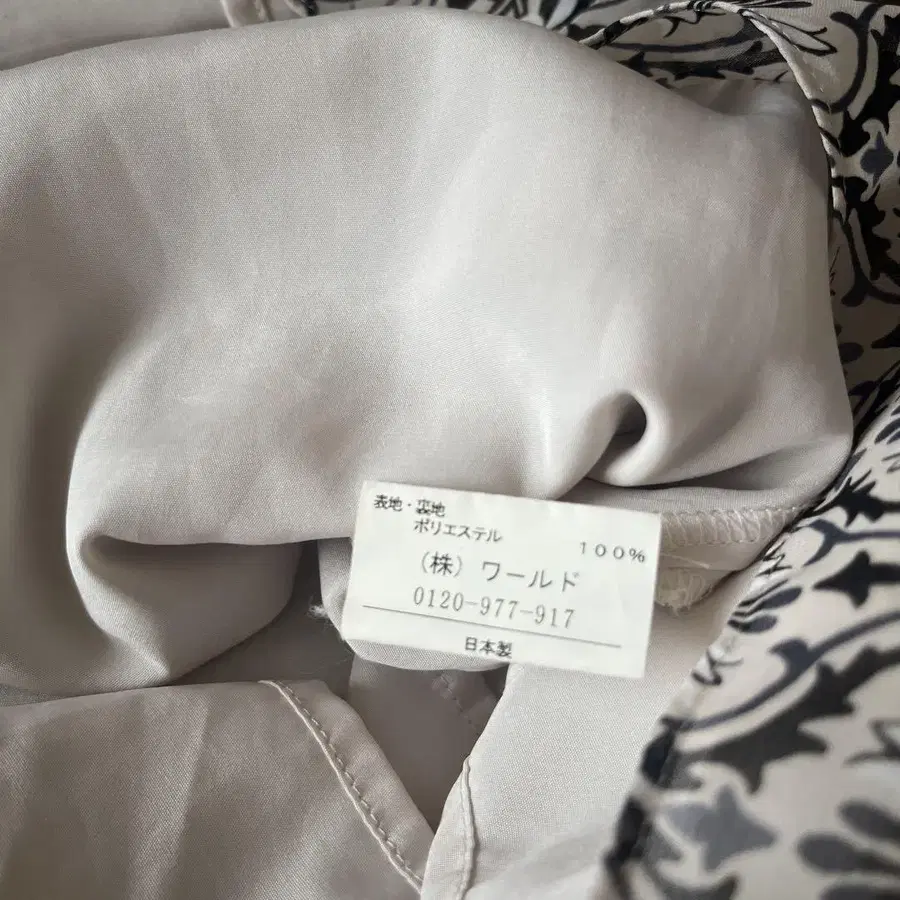 表地・裏地
ポリエステル 100%
（株）ワールド
0120-977-917
日本製